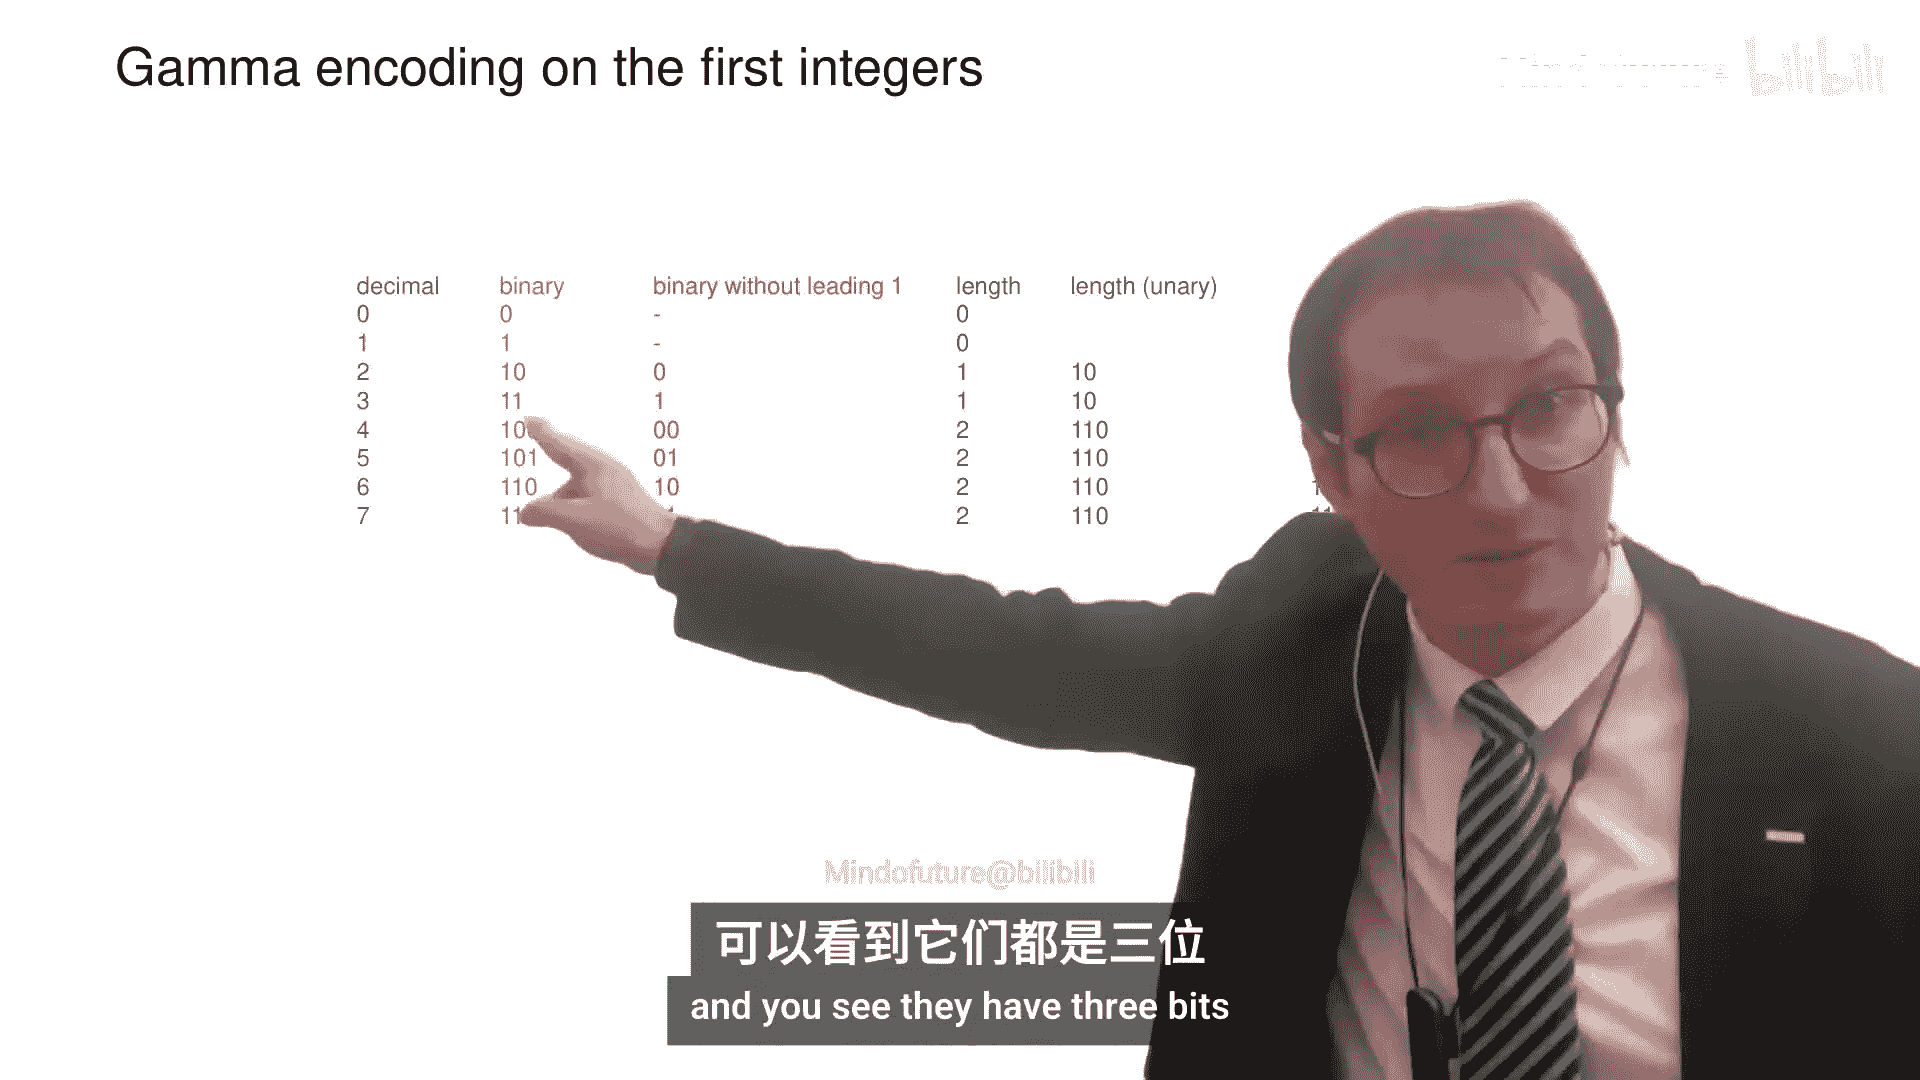 Gamma encoding on the first integers
bilibili
decimal binary binary without leading 1 length length (unary)
0 0 - 0
1 1 - 0
2 10 0 1 10
3 11 1 1 10
4 10 00 2 110
5 101 01 2 110
6 110 10 2 110
7 11 2 110
Mindofuture@bilibili
可以看到它们都是三位
and you see they have three bits